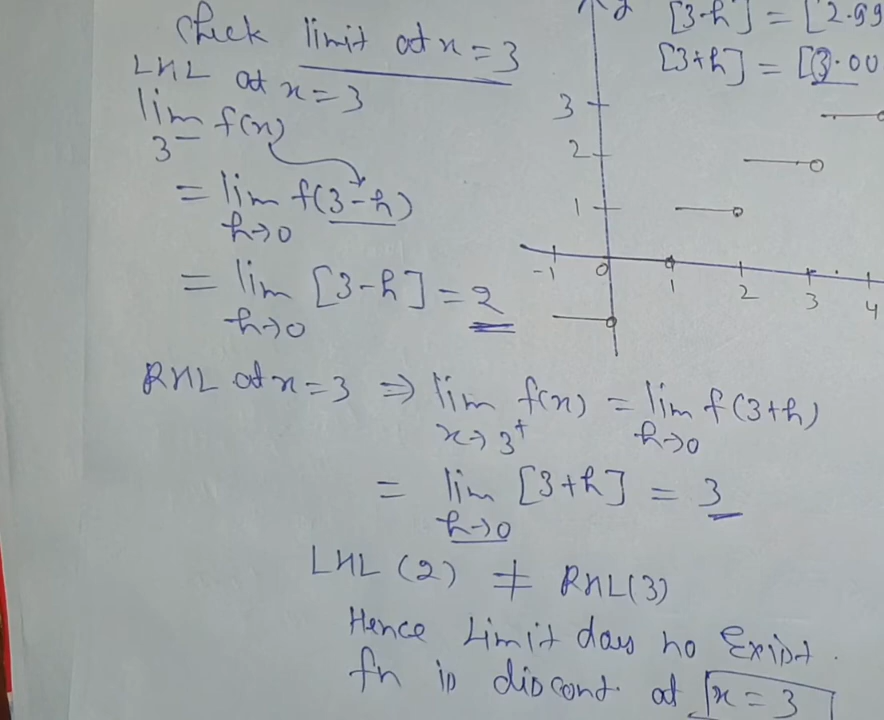 Check limit at x = 3
LHL at x = 3
lim f(x)
3⁻
= lim f(3-h)
h→0
= lim [3-h] = 2
h→0
RHL at x = 3 ⇒ lim f(x) = lim f(3+h)
x→3⁺ h→0
= lim [3+h] = 3
h→0
LHL (2) ≠ RHL (3)
Hence Limit does no Exist.
fn is discont. at x = 3
[3-h] = [2.99
[3+h] = [3.00
3
2
1
-1 0 1 2 3 4